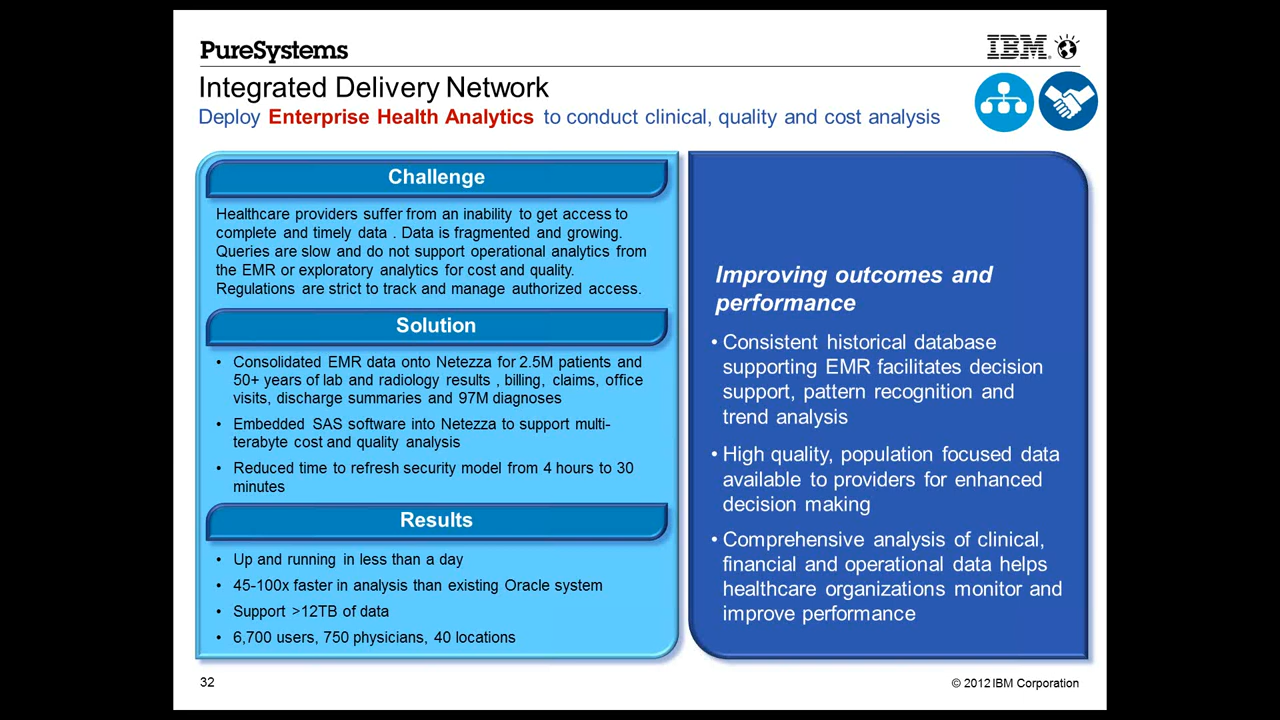 PureSystems
IBM
Integrated Delivery Network
Deploy Enterprise Health Analytics to conduct clinical, quality and cost analysis
Challenge
Healthcare providers suffer from an inability to get access to
complete and timely data . Data is fragmented and growing.
Queries are slow and do not support operational analytics from
the EMR or exploratory analytics for cost and quality.
Regulations are strict to track and manage authorized access.
Solution
• Consolidated EMR data onto Netezza for 2.5M patients and
50+ years of lab and radiology results , billing, claims, office
visits, discharge summaries and 97M diagnoses
• Embedded SAS software into Netezza to support multi-
terabyte cost and quality analysis
• Reduced time to refresh security model from 4 hours to 30
minutes
Results
• Up and running in less than a day
• 45-100x faster in analysis than existing Oracle system
• Support >12TB of data
• 6,700 users, 750 physicians, 40 locations
Improving outcomes and
performance
• Consistent historical database
supporting EMR facilitates decision
support, pattern recognition and
trend analysis
• High quality, population focused data
available to providers for enhanced
decision making
• Comprehensive analysis of clinical,
financial and operational data helps
healthcare organizations monitor and
improve performance
32
© 2012 IBM Corporation